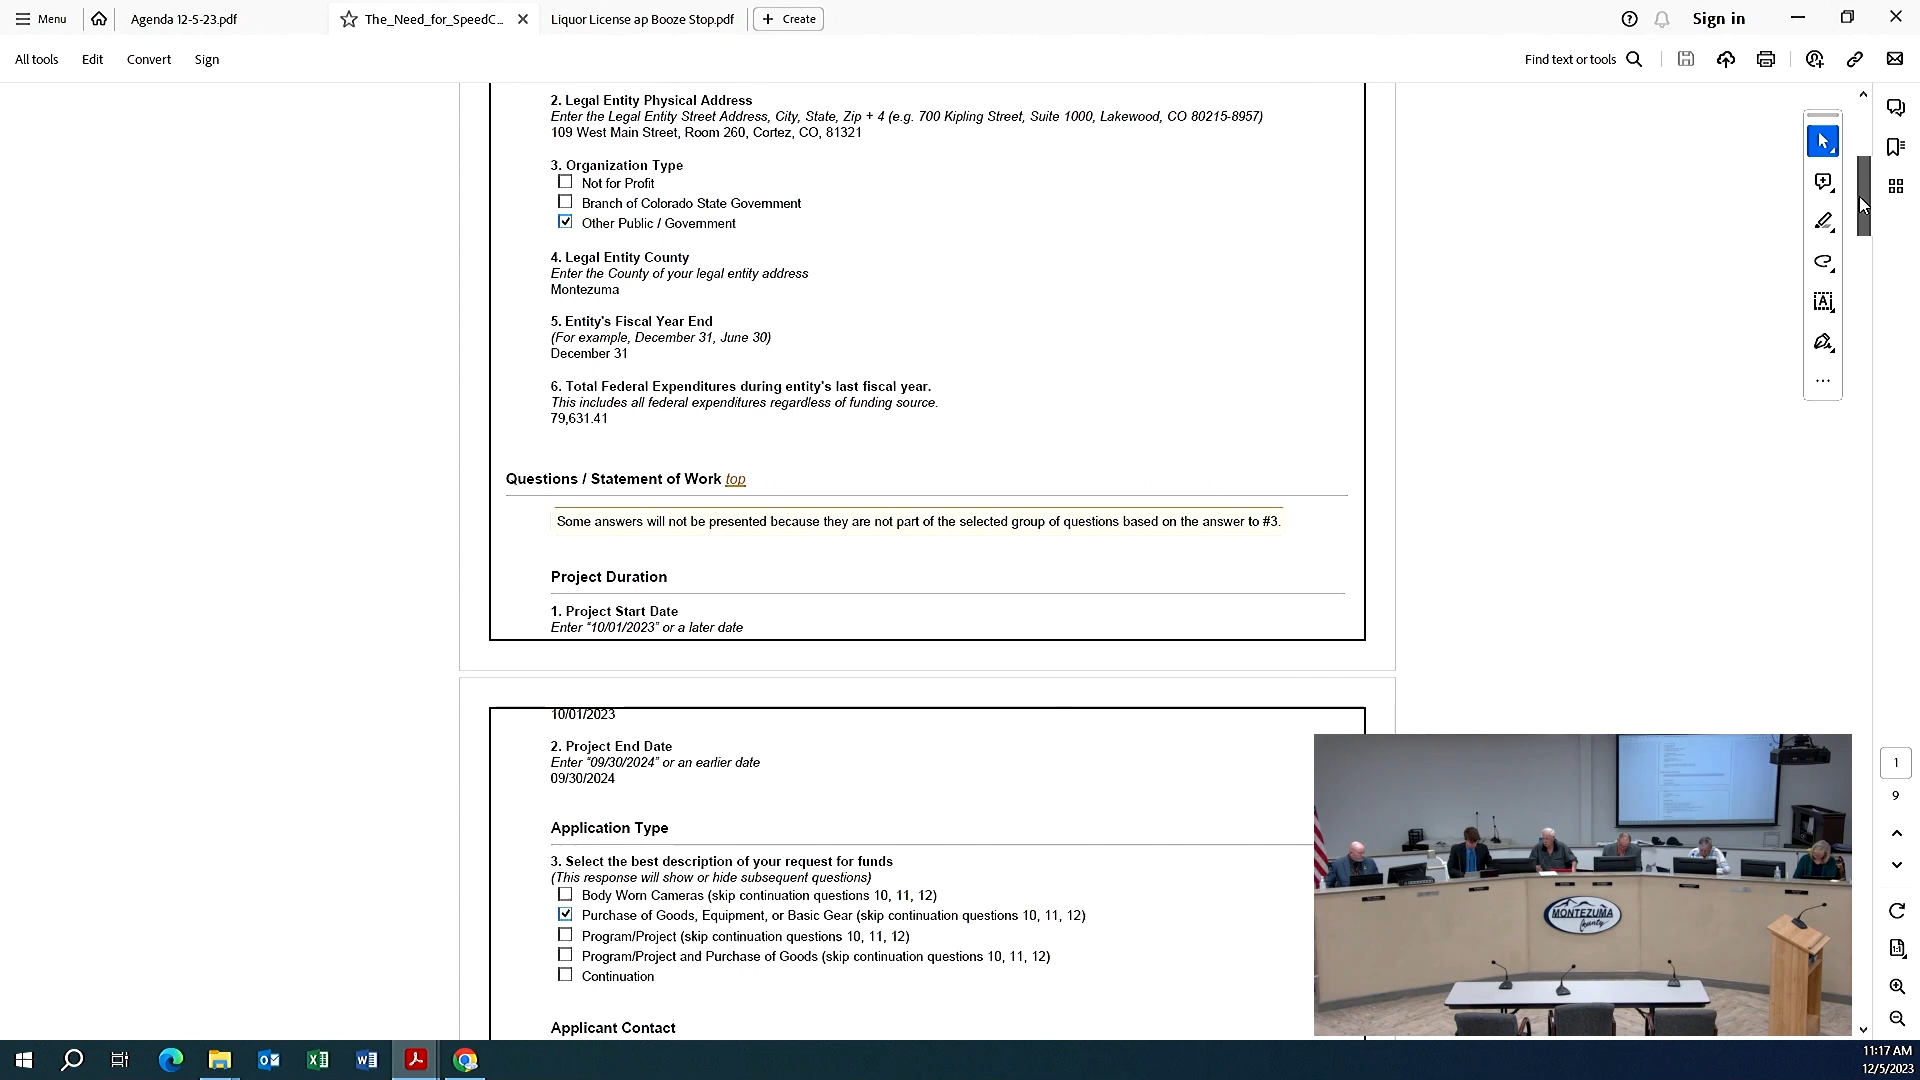 Menu
Agenda 12-5-23.pdf
The_Need_for_SpeedC...
Liquor License ap Booze Stop.pdf
Create
Sign in
All tools
Edit
Convert
Sign
Find text or tools
2. Legal Entity Physical Address
Enter the Legal Entity Street Address, City, State, Zip + 4 (e.g. 700 Kipling Street, Suite 1000, Lakewood, CO 80215-8957)
109 West Main Street, Room 260, Cortez, CO, 81321
3. Organization Type
Not for Profit
Branch of Colorado State Government
Other Public / Government
4. Legal Entity County
Enter the County of your legal entity address
Montezuma
5. Entity's Fiscal Year End
(For example, December 31, June 30)
December 31
6. Total Federal Expenditures during entity's last fiscal year.
This includes all federal expenditures regardless of funding source.
79,631.41
Questions / Statement of Work top
Some answers will not be presented because they are not part of the selected group of questions based on the answer to #3.
Project Duration
1. Project Start Date
Enter “10/01/2023” or a later date
10/01/2023
2. Project End Date
Enter “09/30/2024” or an earlier date
09/30/2024
Application Type
3. Select the best description of your request for funds
(This response will show or hide subsequent questions)
Body Worn Cameras (skip continuation questions 10, 11, 12)
Purchase of Goods, Equipment, or Basic Gear (skip continuation questions 10, 11, 12)
Program/Project (skip continuation questions 10, 11, 12)
Program/Project and Purchase of Goods (skip continuation questions 10, 11, 12)
Continuation
Applicant Contact
1
9
MONTEZUMA
County
11:17 AM
12/5/2023